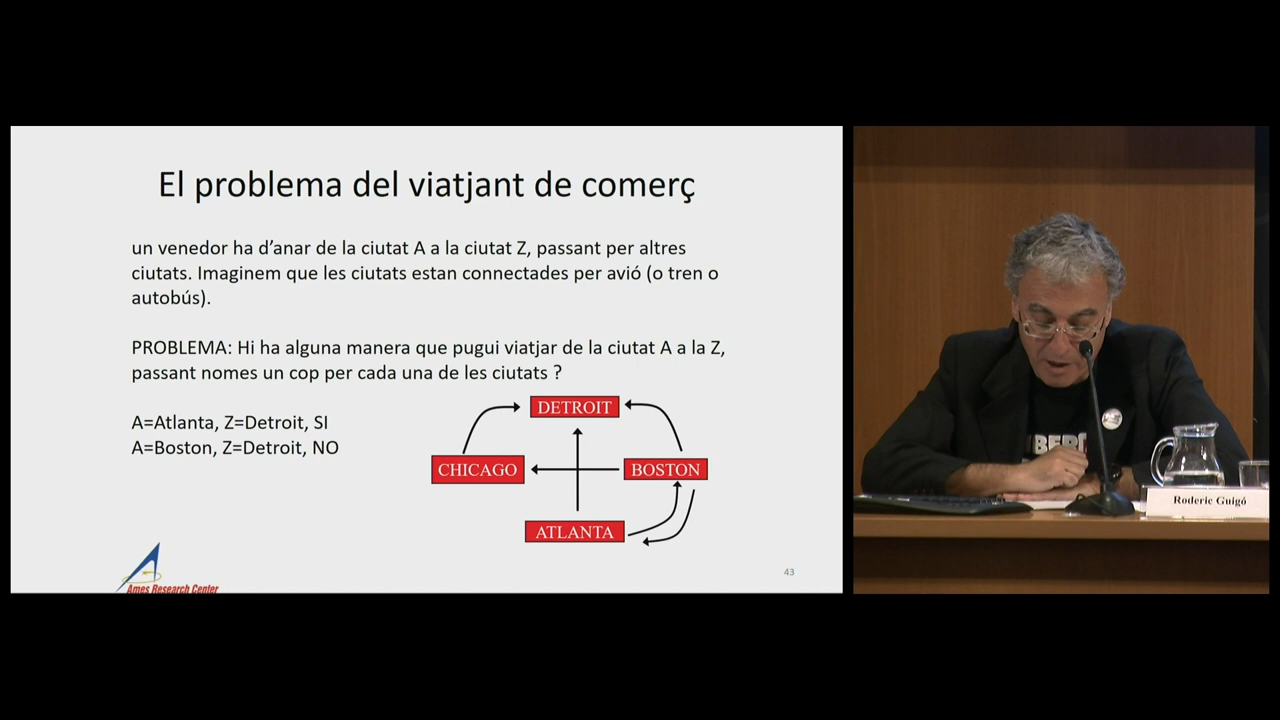 El problema del viatjant de comerç
un venedor ha d’anar de la ciutat A a la ciutat Z, passant per altres
ciutats. Imaginem que les ciutats estan connectades per avió (o tren o
autobús).
PROBLEMA: Hi ha alguna manera que pugui viatjar de la ciutat A a la Z,
passant nomes un cop per cada una de les ciutats ?
A=Atlanta, Z=Detroit, SI
A=Boston, Z=Detroit, NO
DETROIT
CHICAGO
BOSTON
ATLANTA
Ames Research Center
43
Roderic Guigó